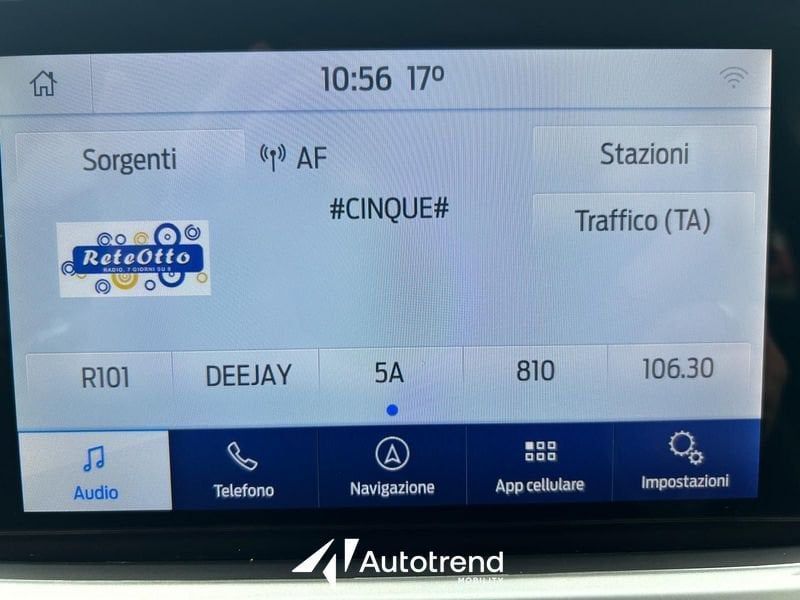 10:56 17º
Sorgenti
AF
Stazioni
#CINQUE#
Traffico (TA)
ReteOtto
RADIO, 7 GIORNI SU 8
R101
DEEJAY
5A
810
106.30
Audio
Telefono
Navigazione
App cellulare
Impostazioni
Autotrend
MOBILITY